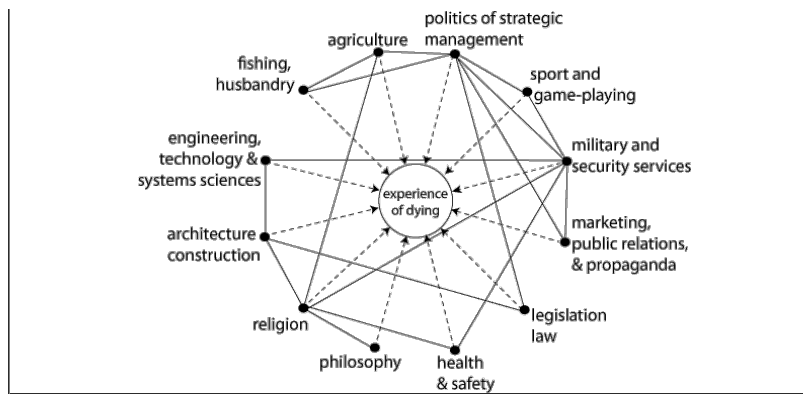 politics of strategic
management
agriculture
fishing,
husbandry
sport and
game-playing
engineering,
technology &
systems sciences
military and
security services
experience
of dying
architecture
construction
marketing,
public relations,
& propaganda
religion
legislation
law
philosophy
health
& safety